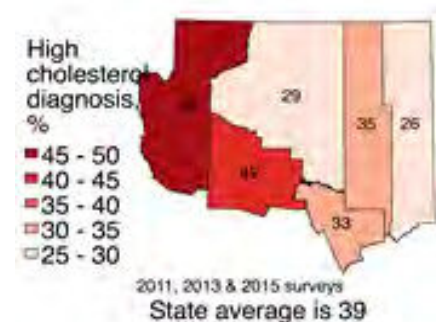 High
cholesterol
diagnosis,
%
45 - 50
40 - 45
35 - 40
30 - 35
25 - 30
29
35
26
33
2011, 2013 & 2015 surveys
State average is 39